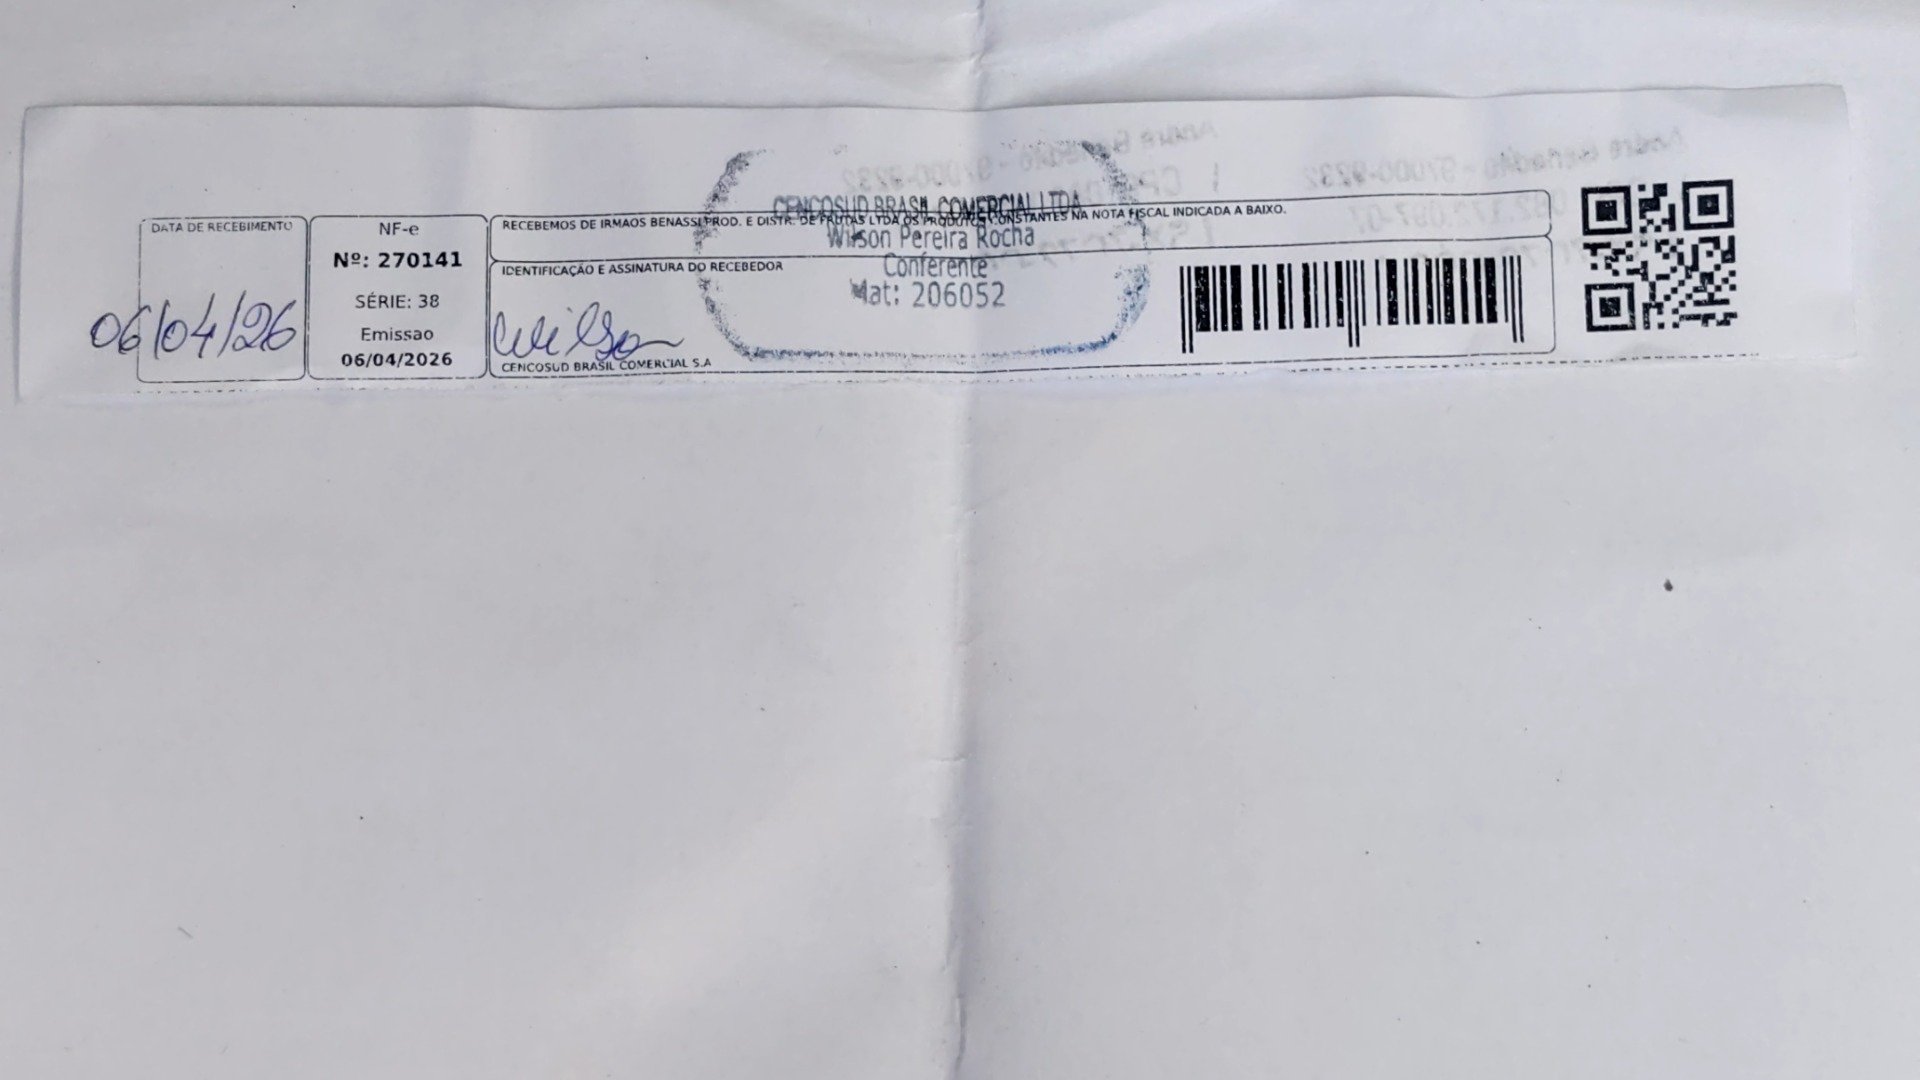 DATA DE RECEBIMENTO
06/04/26
NF-e
Nº: 270141
SÉRIE: 38
Emissao
06/04/2026
RECEBEMOS DE IRMAOS BENASSI PROD. E DISTR. DE FRUTAS LTDA OS PRODUTOS CONSTANTES NA NOTA FISCAL INDICADA A BAIXO.
IDENTIFICAÇÃO E ASSINATURA DO RECEBEDOR
Wilson
CENCOSUD BRASIL COMERCIAL S.A
CENCOSUD BRASIL COMERCIAL LTDA
Wilson Pereira Rocha
Conferente
Mat: 206052